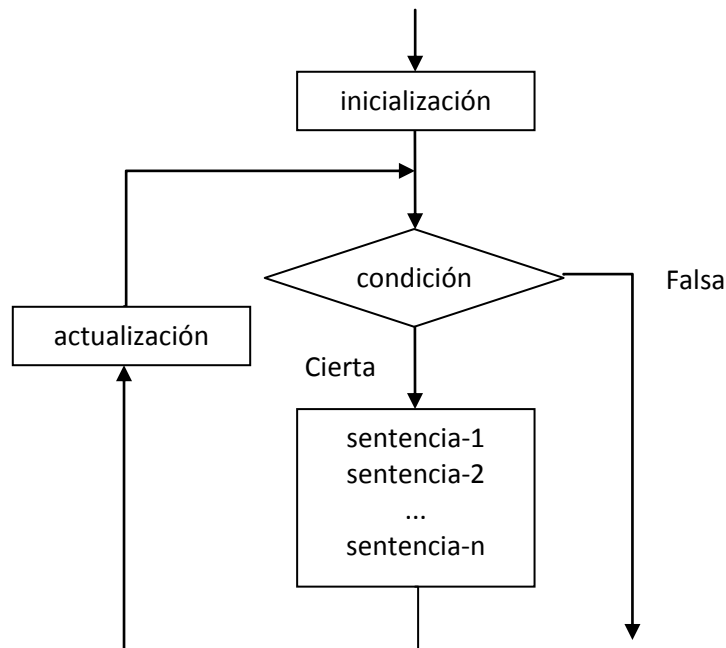 inicialización
condición
Falsa
actualización
Cierta
sentencia-1
sentencia-2
...
sentencia-n